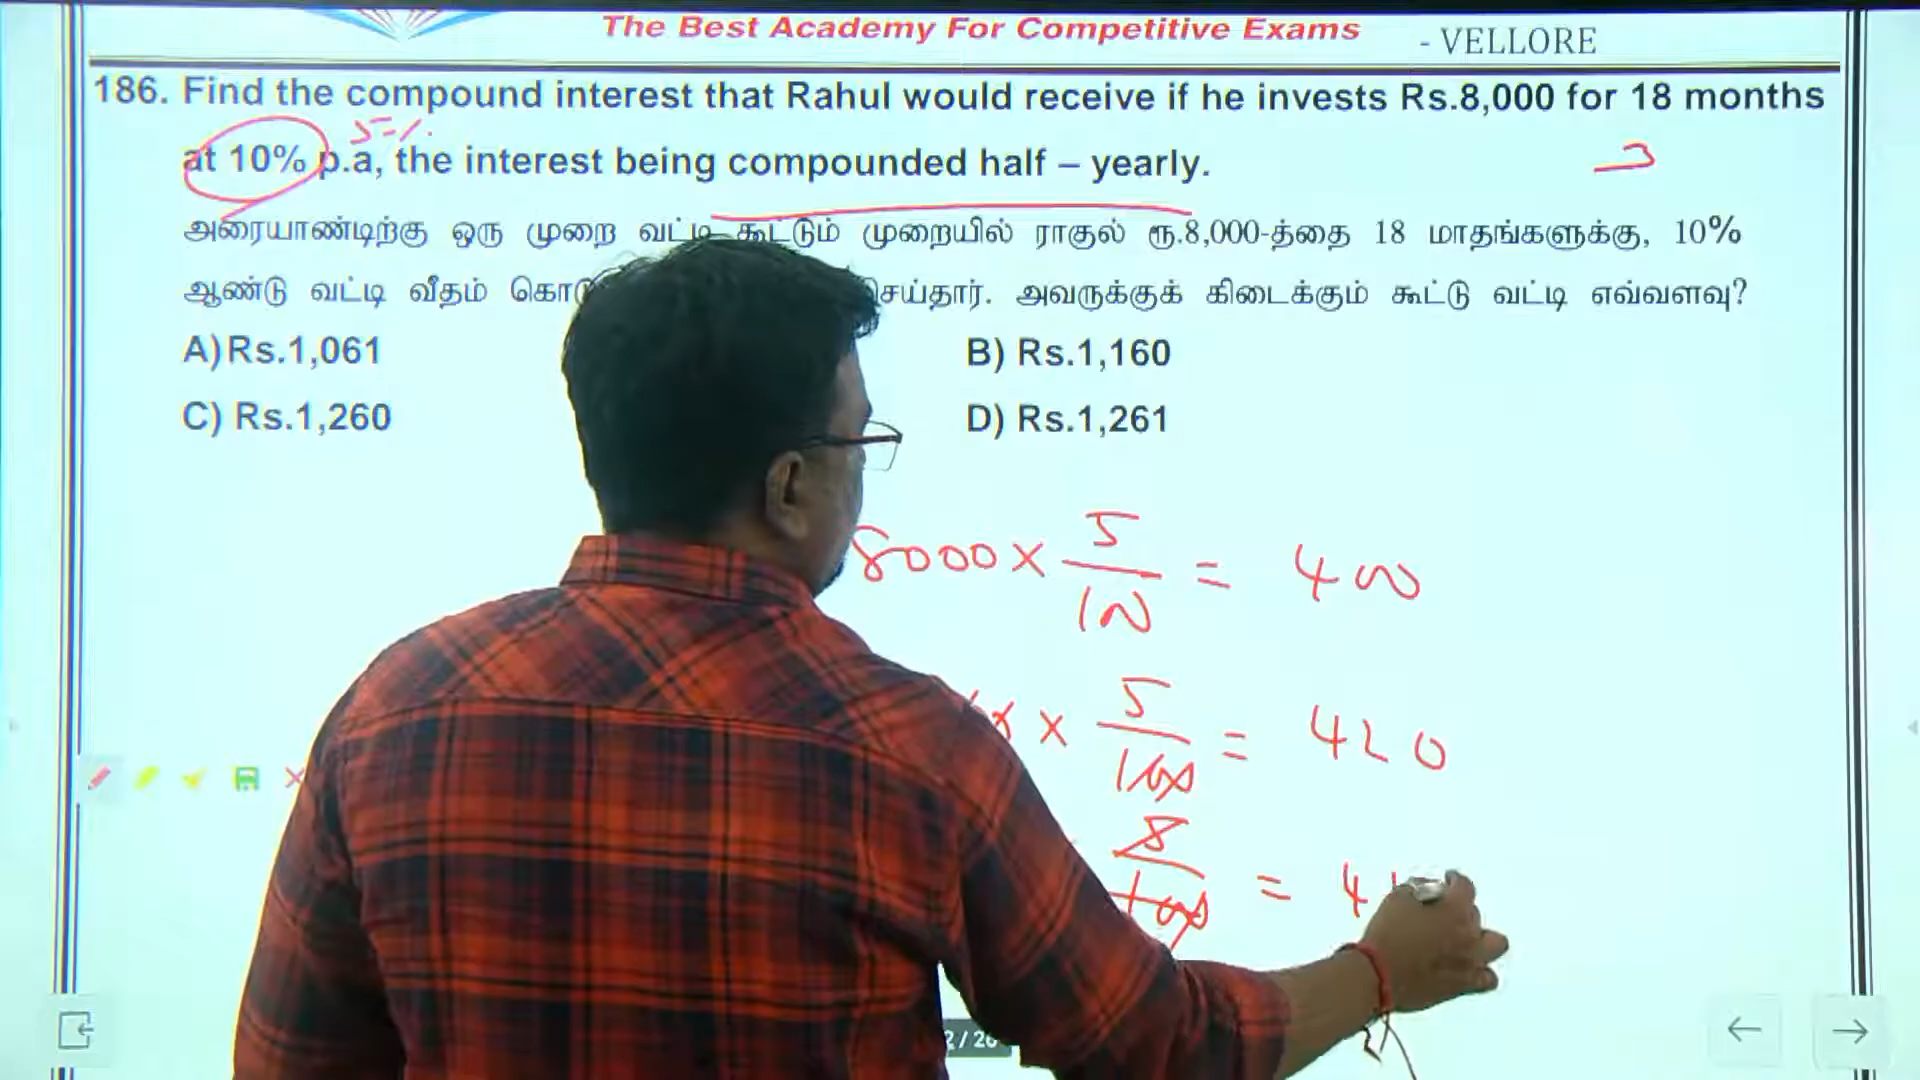 The Best Academy For Competitive Exams
- VELLORE
186. Find the compound interest that Rahul would receive if he invests Rs.8,000 for 18 months
5%
at 10% p.a, the interest being compounded half – yearly.
3
அரையாண்டிற்கு ஒரு முறை வட்டி கூட்டும் முறையில் ராகுல் ரூ.8,000-த்தை 18 மாதங்களுக்கு, 10%
ஆண்டு வட்டி வீதம் செய்தார். அவருக்குக் கிடைக்கும் கூட்டு வட்டி எவ்வளவு?
A) Rs.1,061
B) Rs.1,160
C) Rs.1,260
D) Rs.1,261
8000 × 5/100 = 400
× 5/100 = 420
= 4
2 / 26